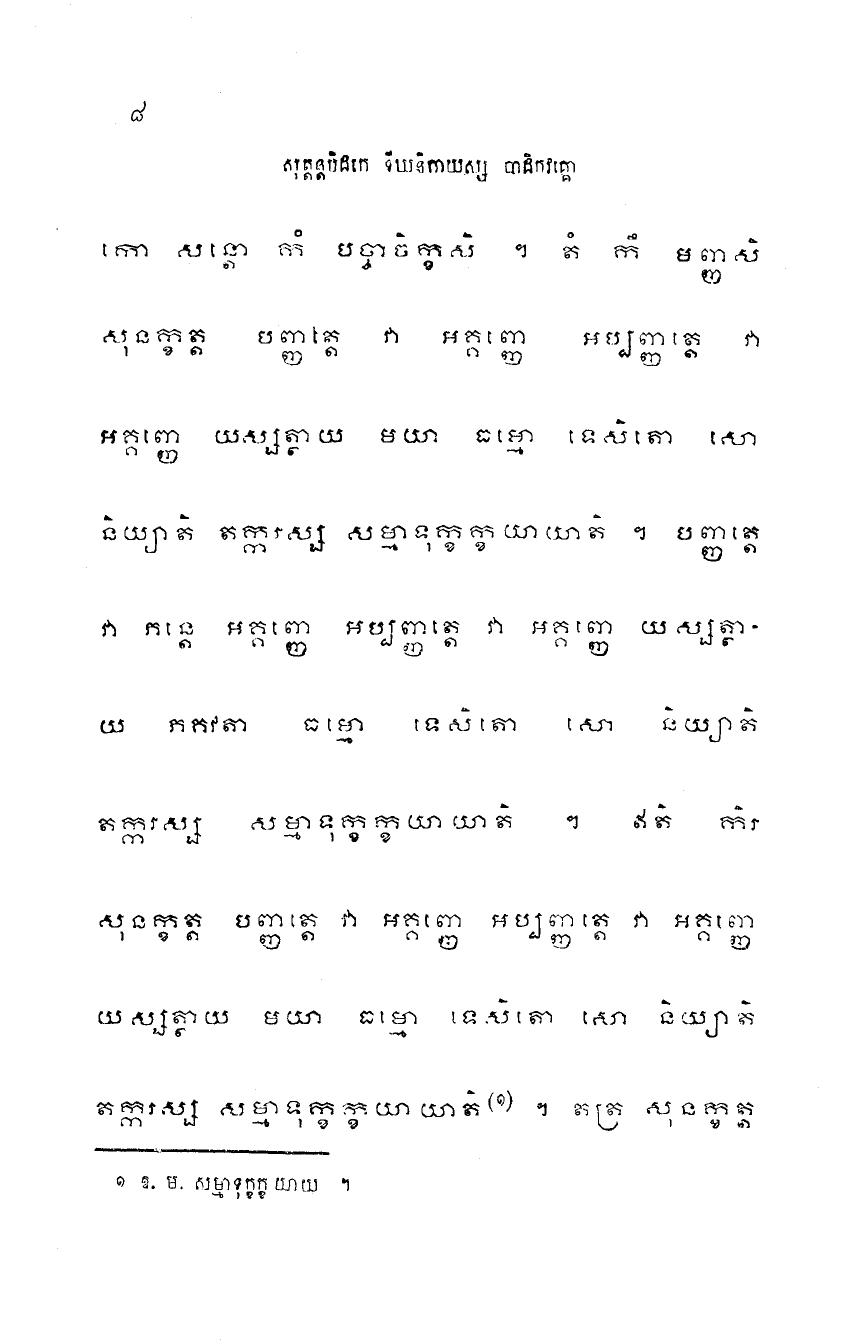 ៨
សុត្តន្តបិដកេ ទីឃនិកាយស្ស បាដិកវគ្គោ
កោ សន្តោ កំ បច្ចាចិក្ខសិ ។ តំ កឹ មញ្ញសិ
សុនក្ខត្ត បញ្ញត្តេ វា អគ្គញ្ញេ អប្បញ្ញត្តេ វា
អគ្គញ្ញេ យស្សត្ថាយ មយា ធម្មោ ទេសិតោ សោ
និយ្យាតិ តក្ករស្ស សម្មាទុក្ខក្ខយាយាតិ ។ បញ្ញត្តេ
វា ភន្តេ អគ្គញ្ញេ អប្បញ្ញត្តេ វា អគ្គញ្ញេ យស្សត្ថា-
យ ភគវតា ធម្មោ ទេសិតោ សោ និយ្យាតិ
តក្ករស្ស សម្មាទុក្ខក្ខយាយាតិ ។ ឥតិ កិរ
សុនក្ខត្ត បញ្ញត្តេ វា អគ្គញ្ញេ អប្បញ្ញត្តេ វា អគ្គញ្ញេ
យស្សត្ថាយ មយា ធម្មោ ទេសិតោ សោ និយ្យាតិ
តក្ករស្ស សម្មាទុក្ខក្ខយាយាតិ(១) ។ តត្រ សុនក្ខត្ត
១ ឱ. ម. សម្មាទុក្ខក្ខយាយ ។